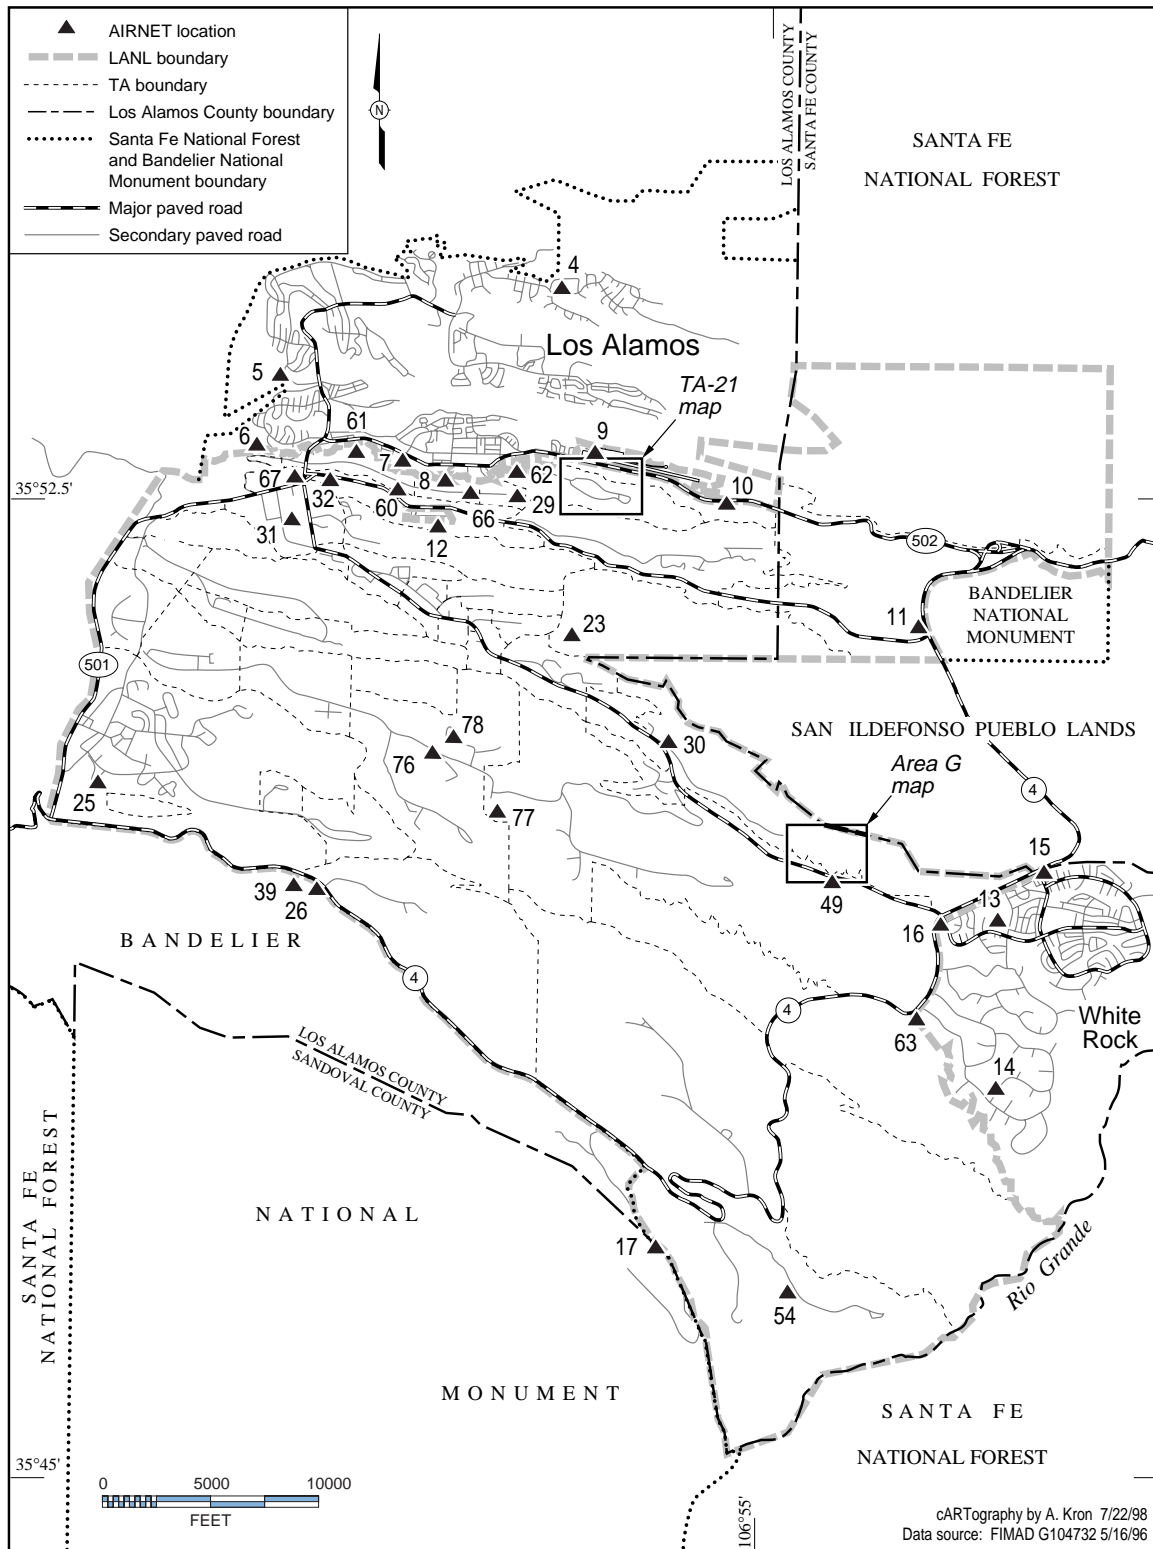 AIRNET location
LANL boundary
TA boundary
Los Alamos County boundary
Santa Fe National Forest
and Bandelier National
Monument boundary
Major paved road
Secondary paved road
N
LOS ALAMOS COUNTY
SANTA FE COUNTY
SANTA FE
NATIONAL FOREST
4
Los Alamos
5
TA-21
map
61
6
9
7
62
67
8
35°52.5'
32
10
60
66
29
31
12
502
BANDELIER
NATIONAL
MONUMENT
11
23
501
78
30
SAN ILDEFONSO PUEBLO LANDS
76
Area G
map
25
4
77
15
39
26
49
13
16
BANDELIER
4
4
White
Rock
63
LOS ALAMOS COUNTY
SANDOVAL COUNTY
14
SANTA FE
NATIONAL FOREST
NATIONAL
17
Rio Grande
54
MONUMENT
SANTA FE
NATIONAL FOREST
35°45'
0 5000 10000
FEET
106°55'
cARTography by A. Kron 7/22/98
Data source: FIMAD G104732 5/16/96